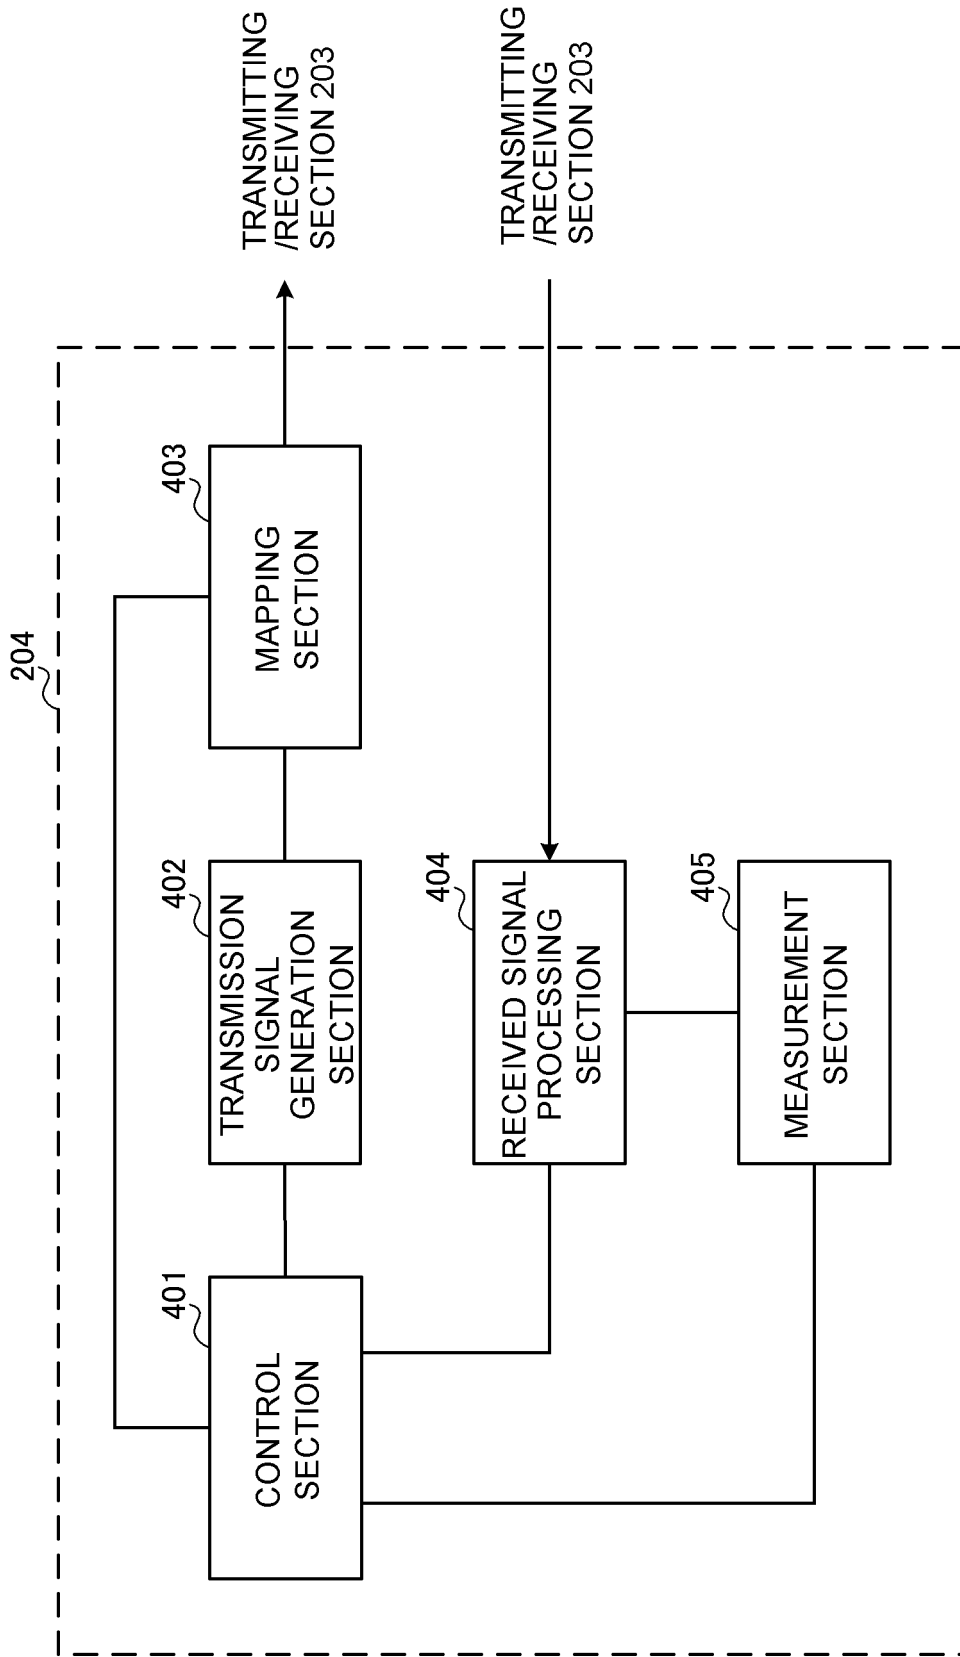 204
401
CONTROL
SECTION
402
TRANSMISSION
SIGNAL
GENERATION
SECTION
403
MAPPING
SECTION
TRANSMITTING
/RECEIVING
SECTION 203
404
RECEIVED SIGNAL
PROCESSING
SECTION
TRANSMITTING
/RECEIVING
SECTION 203
405
MEASUREMENT
SECTION